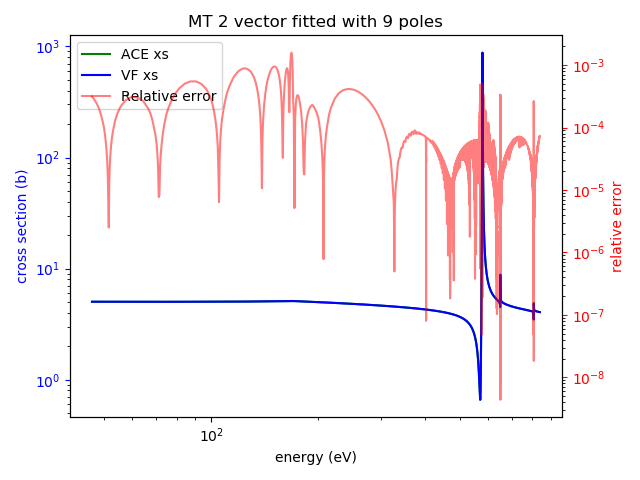 MT 2 vector fitted with 9 poles
ACE xs
VF xs
Relative error
10³
10²
10¹
10⁰
cross section (b)
10⁻³
10⁻⁴
10⁻⁵
10⁻⁶
10⁻⁷
10⁻⁸
relative error
10²
energy (eV)